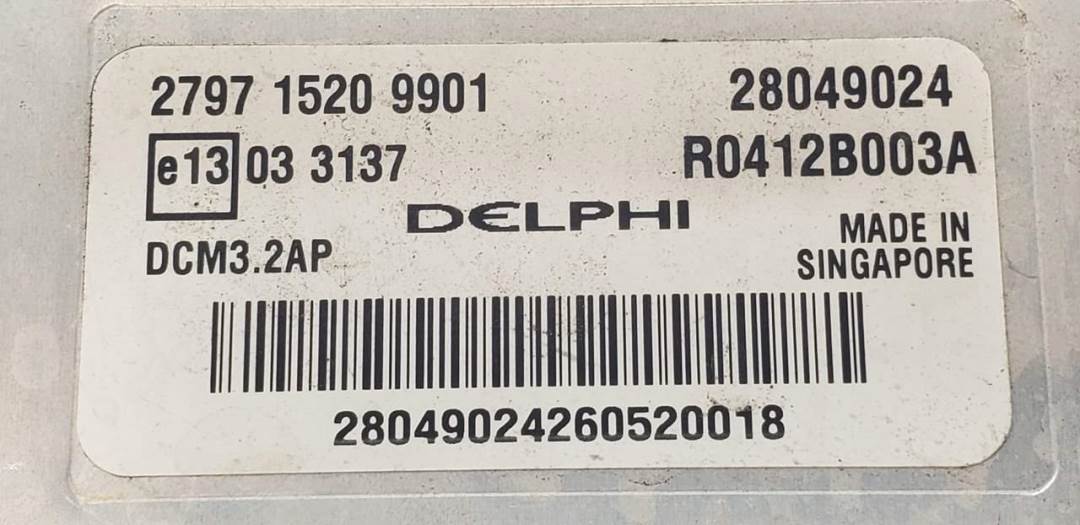 2797 1520 9901 28049024
e13 03 3137 R0412B003A
DELPHI
DCM3.2AP MADE IN
SINGAPORE
28049024260520018